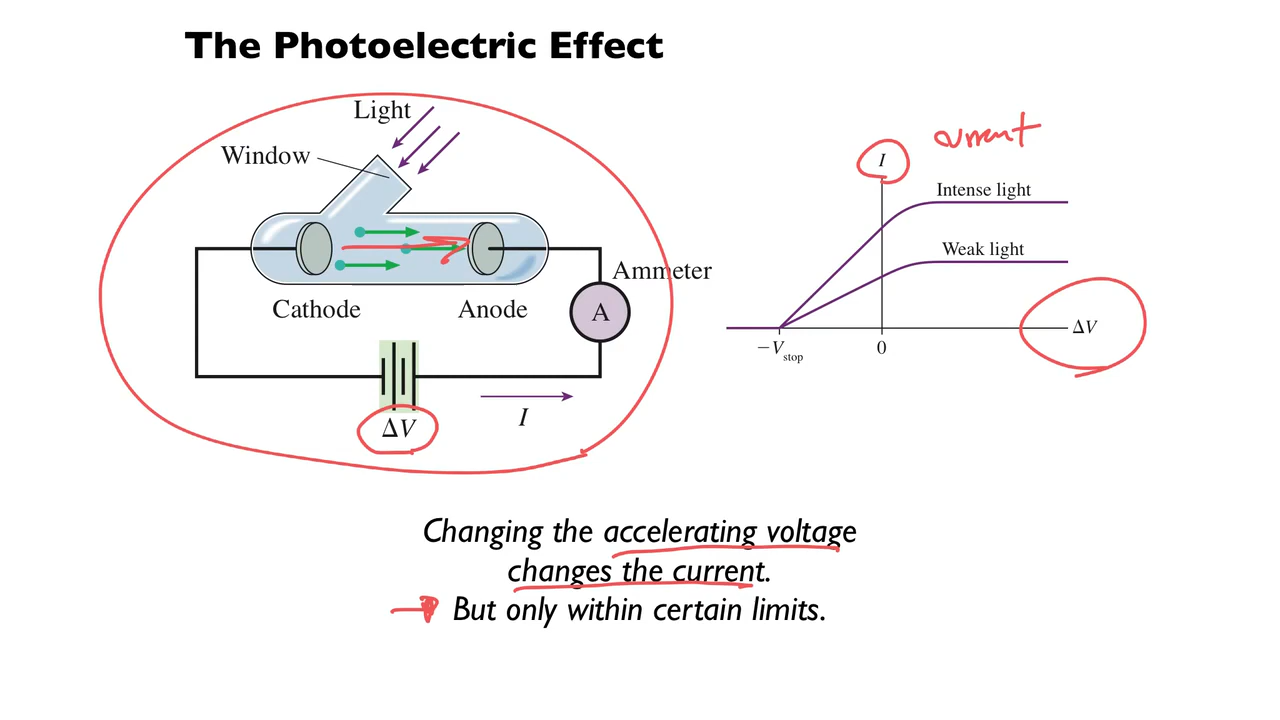 The Photoelectric Effect
Light
Window
Cathode
Anode
Ammeter
A
ΔV
I
current
I
Intense light
Weak light
ΔV
−Vstop
0
Changing the accelerating voltage
changes the current.
But only within certain limits.